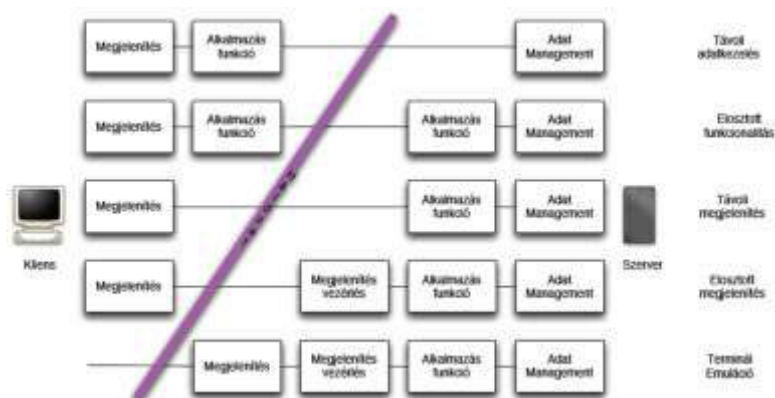 Megjelenítés
Alkalmazás
funkció
Adat
Management
Távoli
adatkezelés
Megjelenítés
Alkalmazás
funkció
Alkalmazás
funkció
Adat
Management
Elosztott
funkcionalitás
Megjelenítés
Alkalmazás
funkció
Adat
Management
Távoli
megjelenítés
Kliens
Szerver
Megjelenítés
Megjelenítés
vezérlés
Alkalmazás
funkció
Adat
Management
Elosztott
megjelenítés
Megjelenítés
Megjelenítés
vezérlés
Alkalmazás
funkció
Adat
Management
Terminál
Emuláció